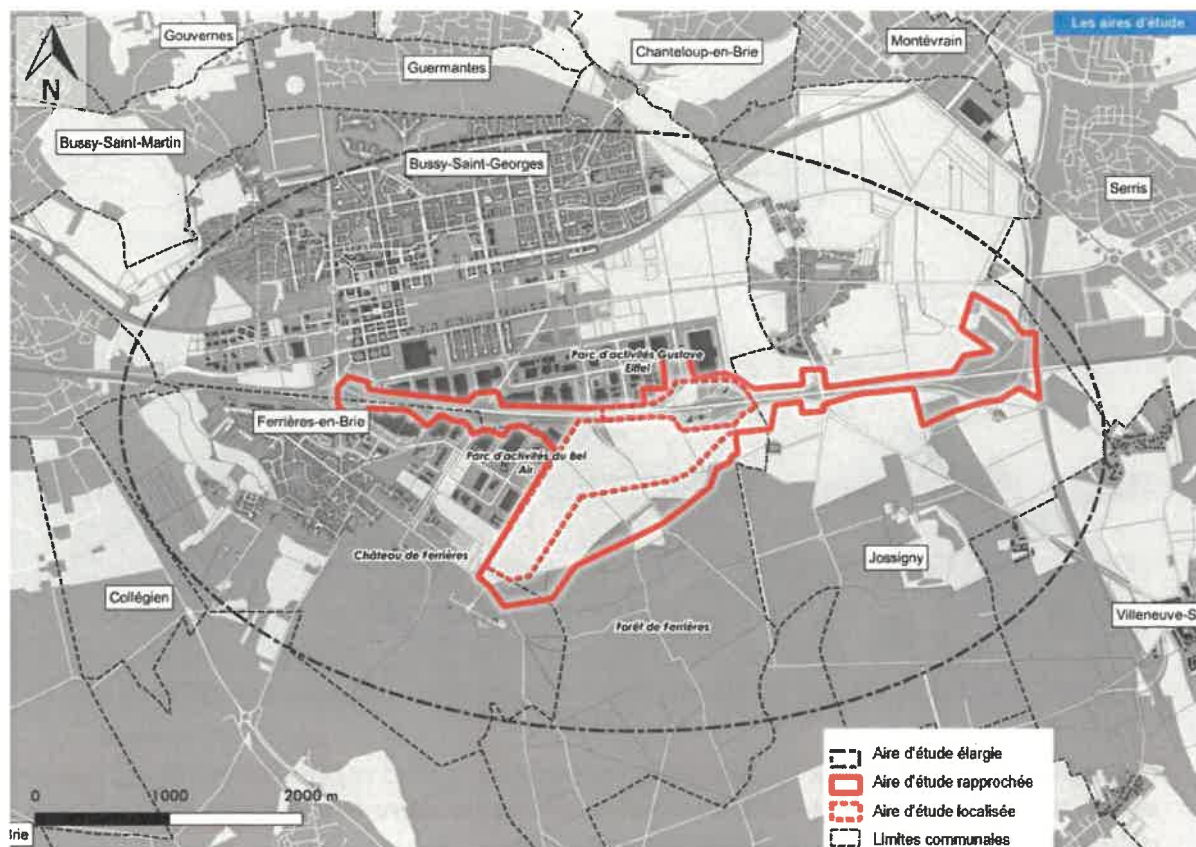 Les aires d'étude
Gouvernes
Montévrain
Chanteloup-en-Brie
Guermantes
N
Bussy-Saint-Martin
Bussy-Saint-Georges
Serris
Parc d'activités Gustave
Eiffel
Ferrières-en-Brie
Parc d'activités du Bel
Air
Château de Ferrières
Jossigny
Collégien
Villeneuve-S
Forêt de Ferrières
0 1000 2000 m
Brie
Aire d'étude élargie
Aire d'étude rapprochée
Aire d'étude localisée
Limites communales